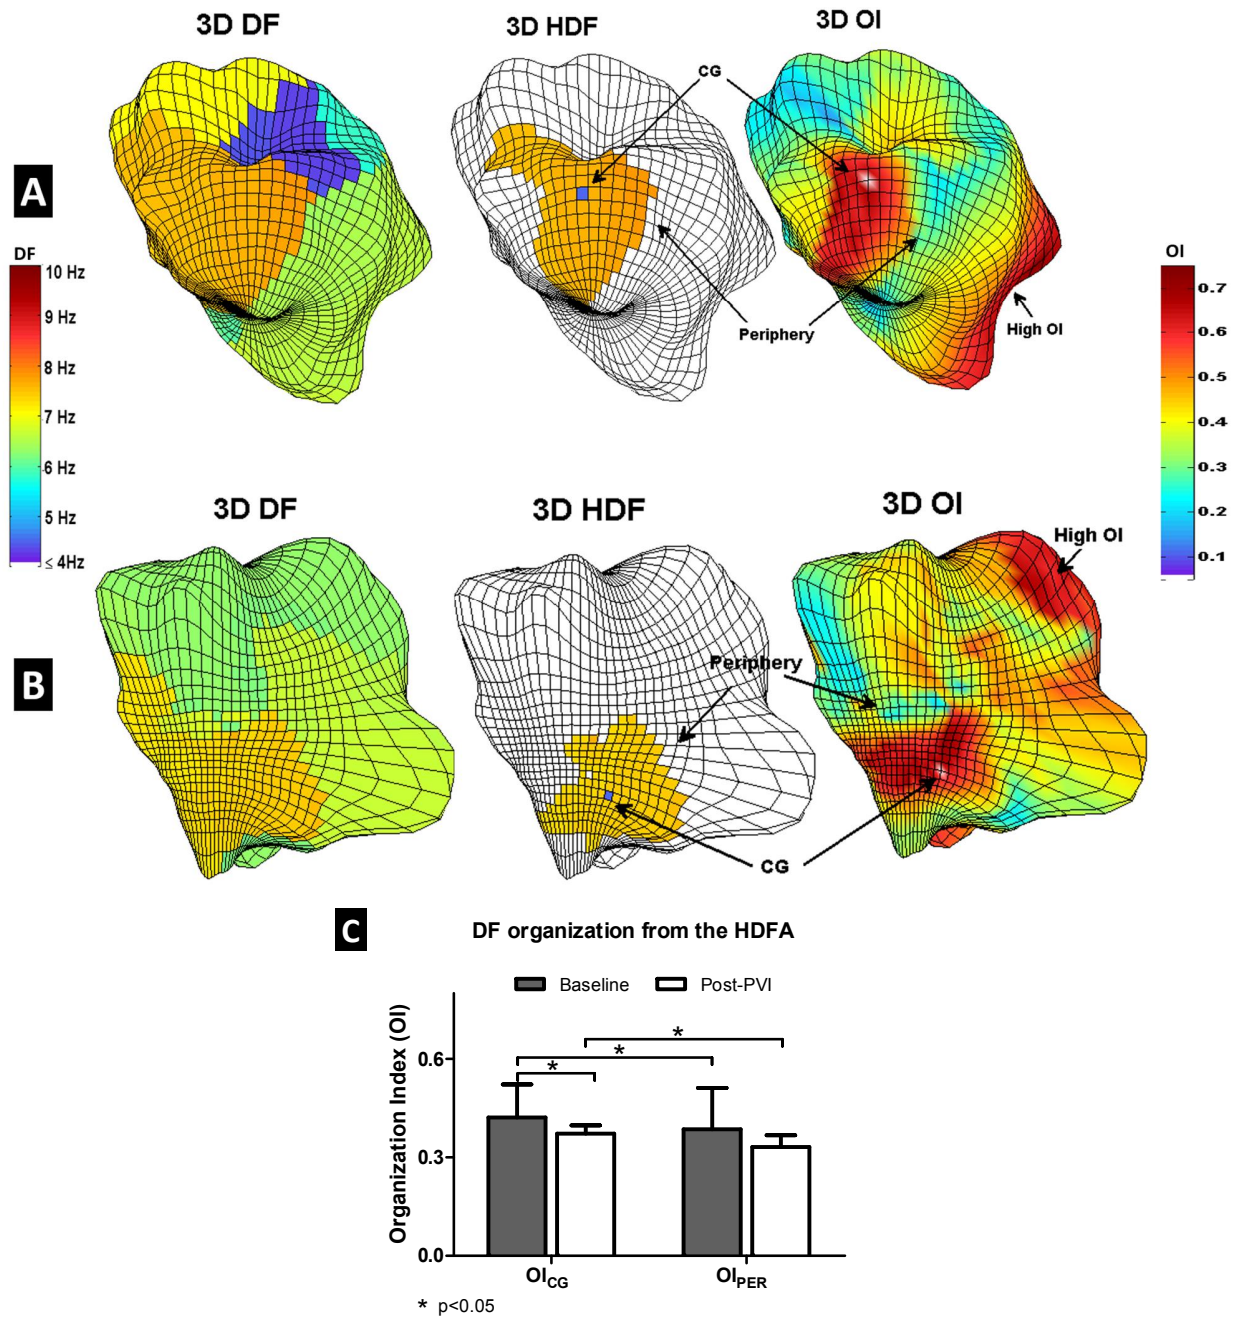 3D DF
3D HDF
3D OI
CG
A
DF
10 Hz
9 Hz
8 Hz
7 Hz
6 Hz
5 Hz
≤ 4Hz
Periphery
High OI
OI
0.7
0.6
0.5
0.4
0.3
0.2
0.1
3D DF
3D HDF
3D OI
High OI
Periphery
B
CG
C
DF organization from the HDFA
Baseline
Post-PVI
Organization Index (OI)
0.6
0.3
0.0
*
*
*
OI_CG
OI_PER
* p<0.05